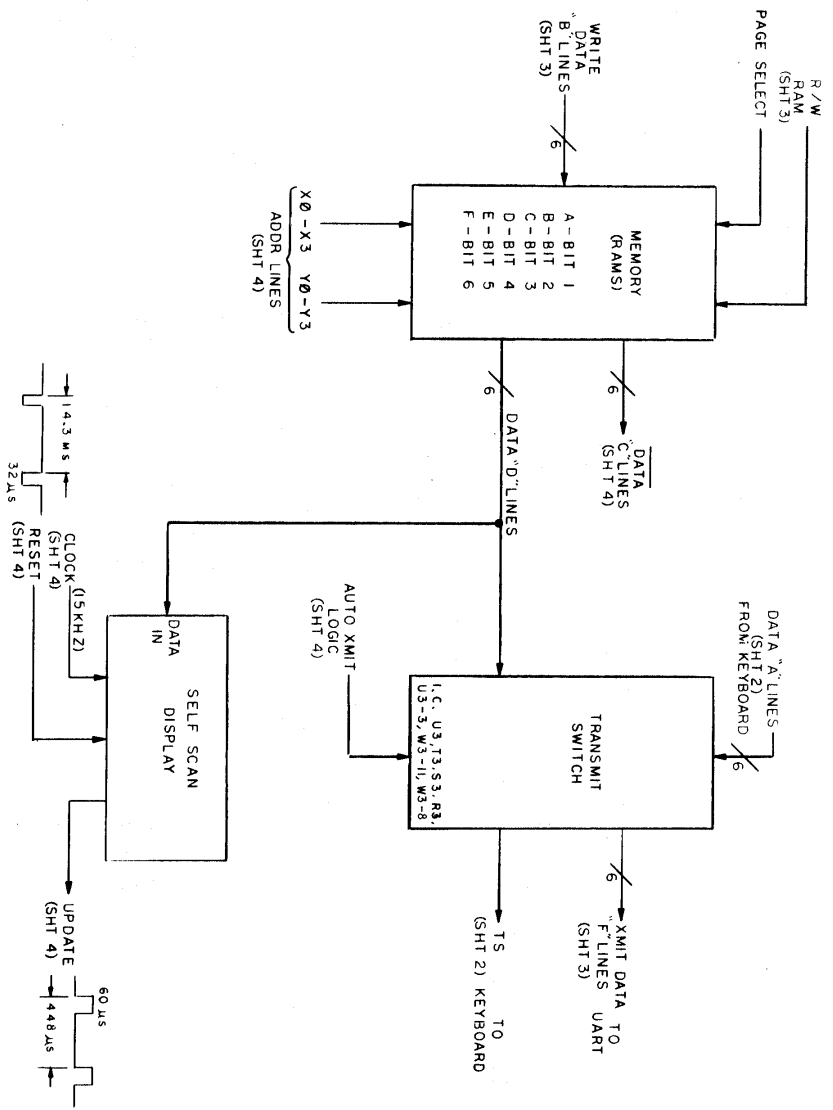 R/W
RAM
(SHT 3)
PAGE SELECT
WRITE
DATA
"B" LINES
(SHT 3)
6
MEMORY
(RAMS)
A - BIT 1
B - BIT 2
C - BIT 3
D - BIT 4
E - BIT 5
F - BIT 6
X0 - X3 Y0 - Y3
ADDR LINES
(SHT 4)
6
DATA
"C" LINES
(SHT 4)
6
DATA "D" LINES
DATA "A" LINES
(SHT 2)
FROM KEYBOARD
6
TRANSMIT
SWITCH
I.C. U3, T3, S3, R3,
U3-3, W3-11, W3-8
AUTO XMIT
LOGIC
(SHT 4)
6
XMIT DATA TO
"F" LINES UART
(SHT 3)
TS TO
(SHT 2) KEYBOARD
DATA
IN
SELF SCAN
DISPLAY
CLOCK (15 KHZ)
(SHT 4)
RESET
(SHT 4)
14.3 MS
32 µS
UPDATE
(SHT 4)
60 µS
448 µS